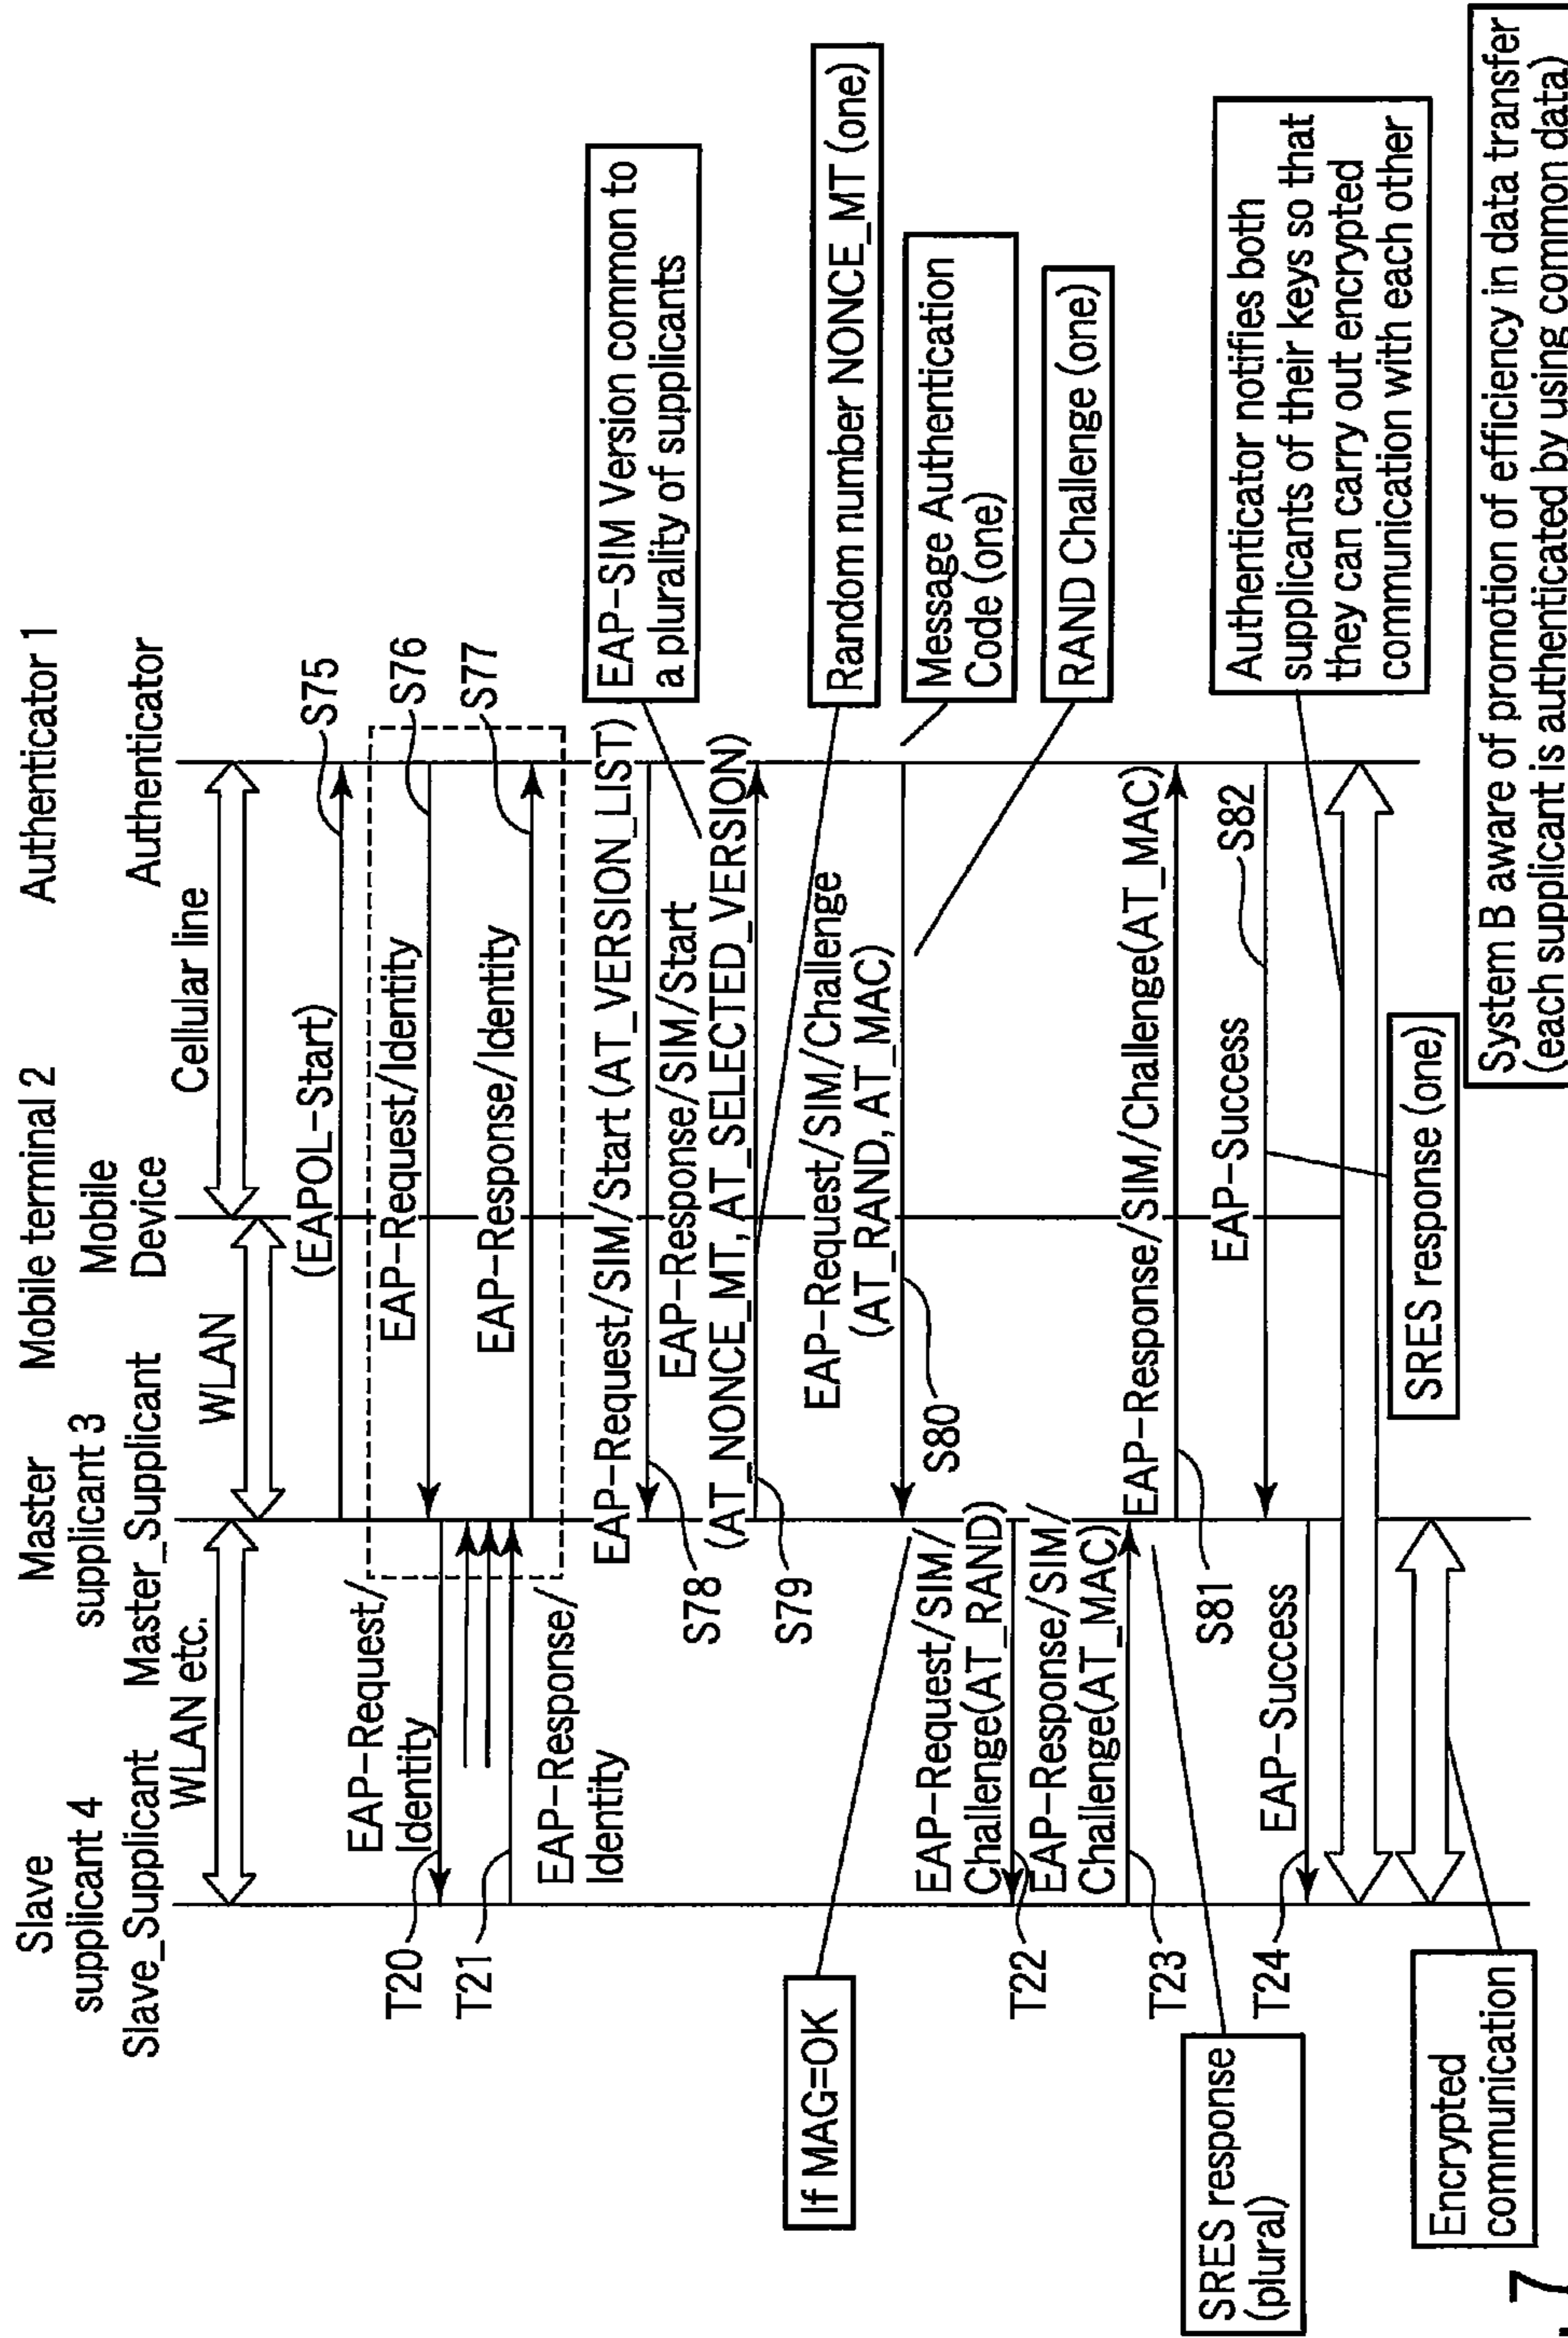 Slave
supplicant 4
Slave_Supplicant
Master
supplicant 3
Master_Supplicant
Mobile terminal 2
Mobile
Device
Authenticator 1
Authenticator
WLAN etc.
WLAN
Cellular line
(EAPOL-Start)
S75
EAP-Request/Identity
S76
EAP-Request/
Identity
T20
T21
EAP-Response/
Identity
EAP-Response/Identity
S77
EAP-Request/SIM/Start (AT_VERSION_LIST)
S78
EAP-SIM Version common to
a plurality of supplicants
EAP-Response/SIM/Start
(AT_NONCE_MT, AT_SELECTED_VERSION)
S79
Random number NONCE_MT (one)
EAP-Request/SIM/Challenge
(AT_RAND, AT_MAC)
S80
Message Authentication
Code (one)
RAND Challenge (one)
If MAG=OK
EAP-Request/SIM/
Challenge(AT_RAND)
T22
EAP-Response/SIM/
Challenge(AT_MAC)
T23
EAP-Response/SIM/Challenge(AT_MAC)
S81
SRES response
(plural)
EAP-Success
S82
EAP-Success
T24
Authenticator notifies both
supplicants of their keys so that
they can carry out encrypted
communication with each other
SRES response (one)
Encrypted
communication
System B aware of promotion of efficiency in data transfer
(each supplicant is authenticated by using common data)
7